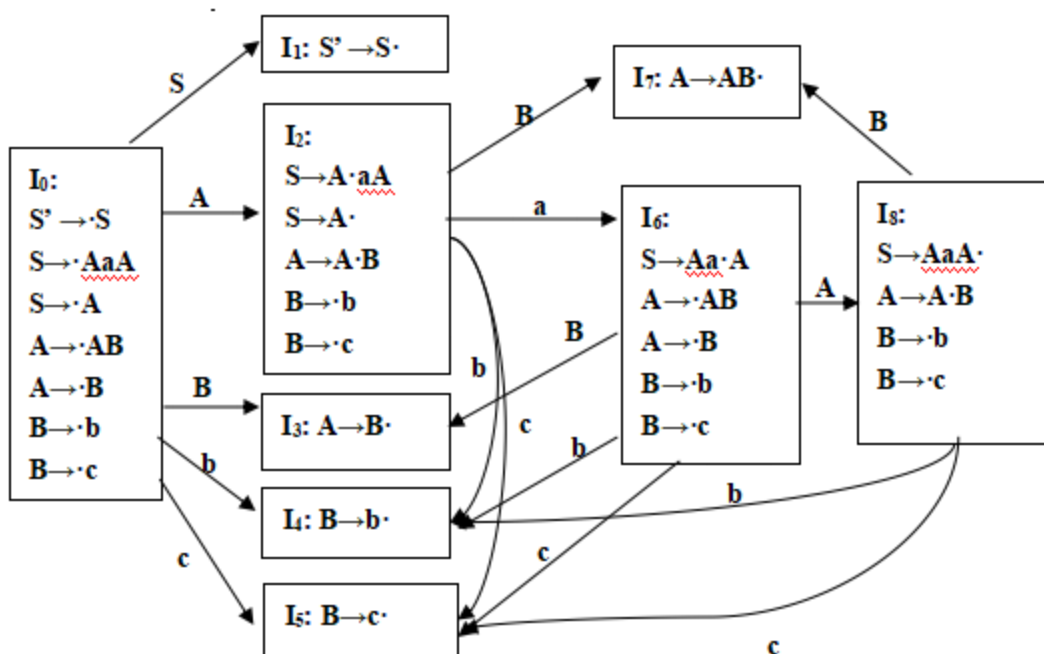 I₁: S’ →S·
I₇: A→AB·
S
B
B
I₂:
S→A·aA
S→A·
A→A·B
B→·b
B→·c
I₀:
S’ →·S
S→·AaA
S→·A
A→·AB
A→·B
B→·b
B→·c
A
a
I₆:
S→Aa·A
A→·AB
A→·B
B→·b
B→·c
I₈:
S→AaA·
A→A·B
B→·b
B→·c
A
B
b
B
I₃: A→B·
c
b
b
I₄: B→b·
b
c
c
I₅: B→c·
c